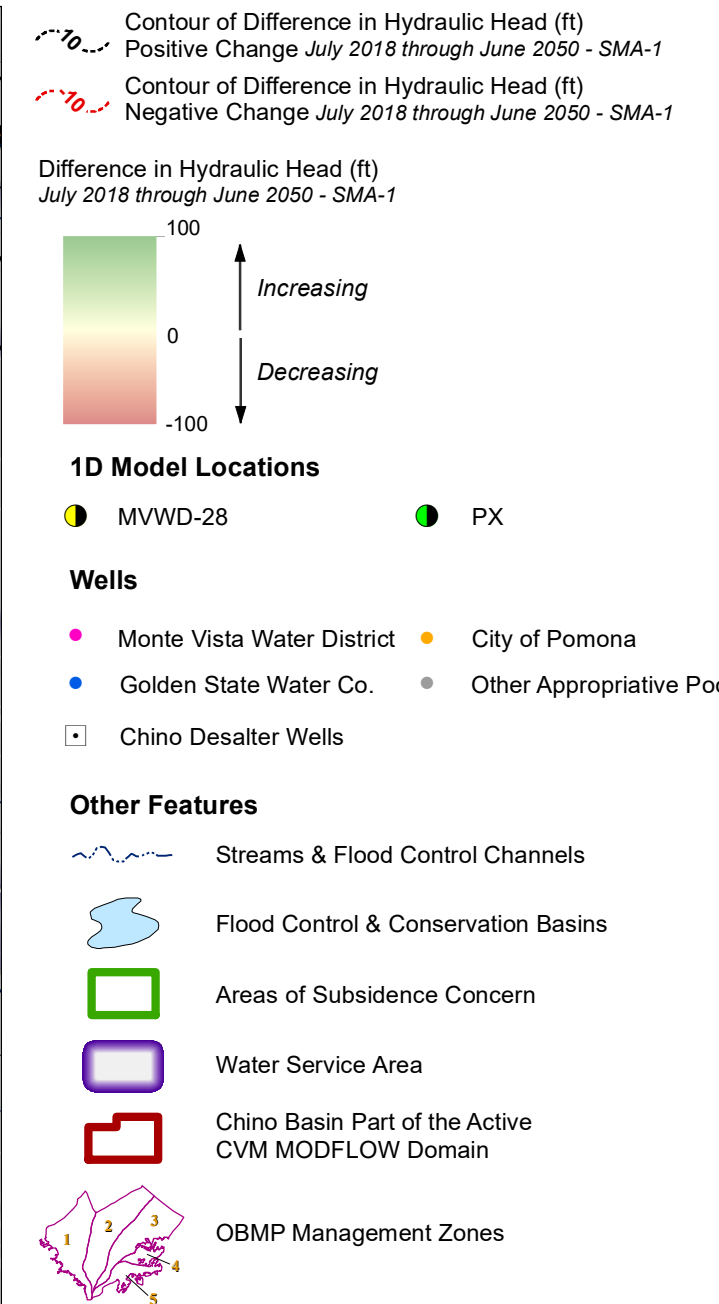 10
Contour of Difference in Hydraulic Head (ft)
Positive Change July 2018 through June 2050 - SMA-1
10
Contour of Difference in Hydraulic Head (ft)
Negative Change July 2018 through June 2050 - SMA-1
Difference in Hydraulic Head (ft)
July 2018 through June 2050 - SMA-1
100
Increasing
0
Decreasing
-100
1D Model Locations
MVWD-28
PX
Wells
Monte Vista Water District
City of Pomona
Golden State Water Co.
Other Appropriative
Chino Desalter Wells
Other Features
Streams & Flood Control Channels
Flood Control & Conservation Basins
Areas of Subsidence Concern
Water Service Area
Chino Basin Part of the Active
CVM MODFLOW Domain
1
2
3
4
5
OBMP Management Zones